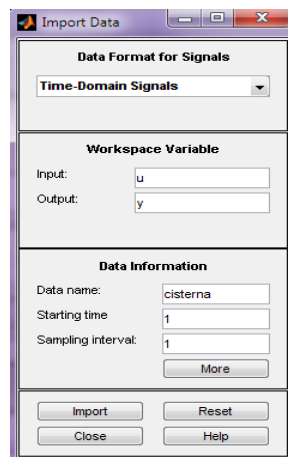 Import Data
Data Format for Signals
Time-Domain Signals
Workspace Variable
Input: u
Output: y
Data Information
Data name: cisterna
Starting time 1
Sampling interval: 1
More
Import Reset
Close Help